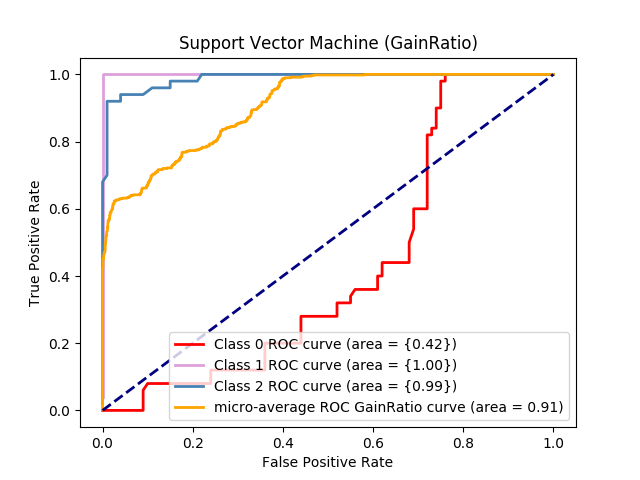 Support Vector Machine (GainRatio)
True Positive Rate
1.0
0.8
0.6
0.4
0.2
0.0
Class 0 ROC curve (area = {0.42})
Class 1 ROC curve (area = {1.00})
Class 2 ROC curve (area = {0.99})
micro-average ROC GainRatio curve (area = 0.91)
0.0 0.2 0.4 0.6 0.8 1.0
False Positive Rate